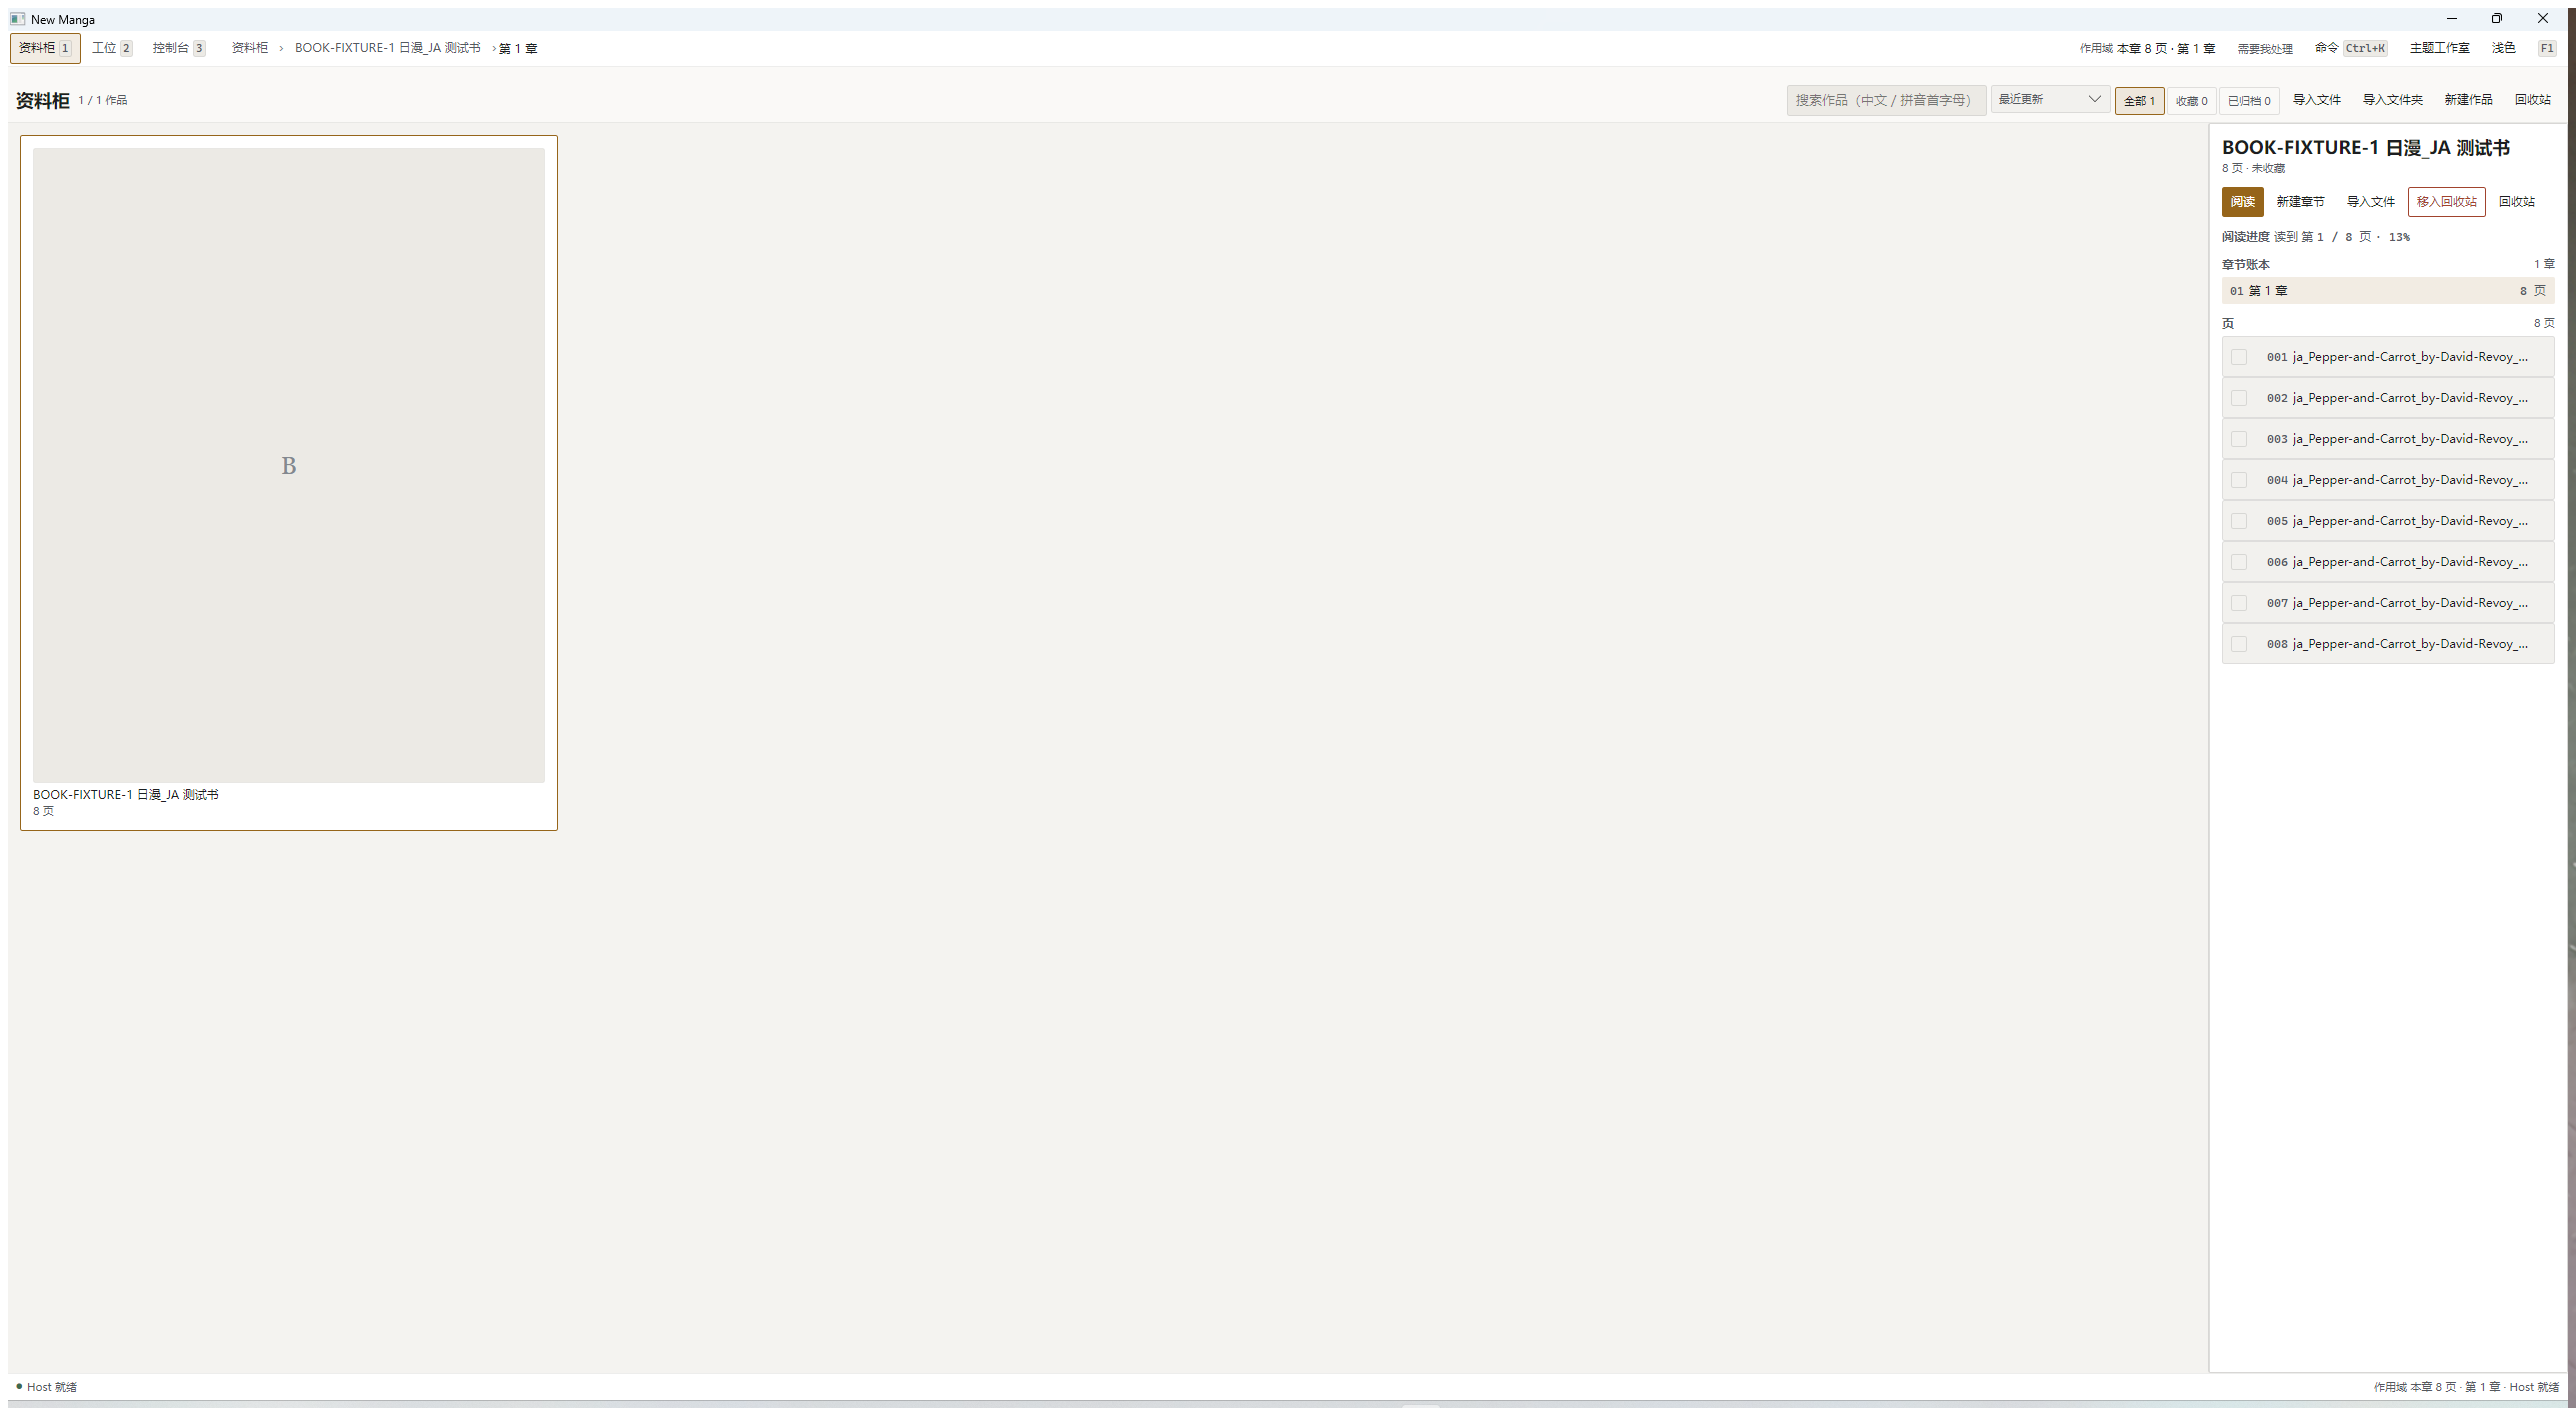 New Manga
资料柜 1 工位 2 控制台 3 资料柜 › BOOK-FIXTURE-1 日漫_JA 测试书 › 第 1 章
作用域 本章 8 页 · 第 1 章 需要我处理 命令 Ctrl+K 主题工作室 浅色 F1
资料柜 1 / 1 作品
搜索作品（中文 / 拼音首字母） 最近更新 全部 1 收藏 0 已归档 0 导入文件 导入文件夹 新建作品 回收站
B
BOOK-FIXTURE-1 日漫_JA 测试书
8 页
BOOK-FIXTURE-1 日漫_JA 测试书
8 页 · 未收藏
阅读 新建章节 导入文件 移入回收站 回收站
阅读进度 读到 第 1 / 8 页 · 13%
章节账本 1 章
01 第 1 章 8 页
页 8 页
001 ja_Pepper-and-Carrot_by-David-Revoy_...
002 ja_Pepper-and-Carrot_by-David-Revoy_...
003 ja_Pepper-and-Carrot_by-David-Revoy_...
004 ja_Pepper-and-Carrot_by-David-Revoy_...
005 ja_Pepper-and-Carrot_by-David-Revoy_...
006 ja_Pepper-and-Carrot_by-David-Revoy_...
007 ja_Pepper-and-Carrot_by-David-Revoy_...
008 ja_Pepper-and-Carrot_by-David-Revoy_...
Host 就绪
作用域 本章 8 页 · 第 1 章 · Host 就绪